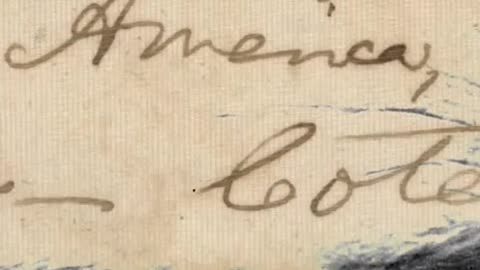 America,
— Cote